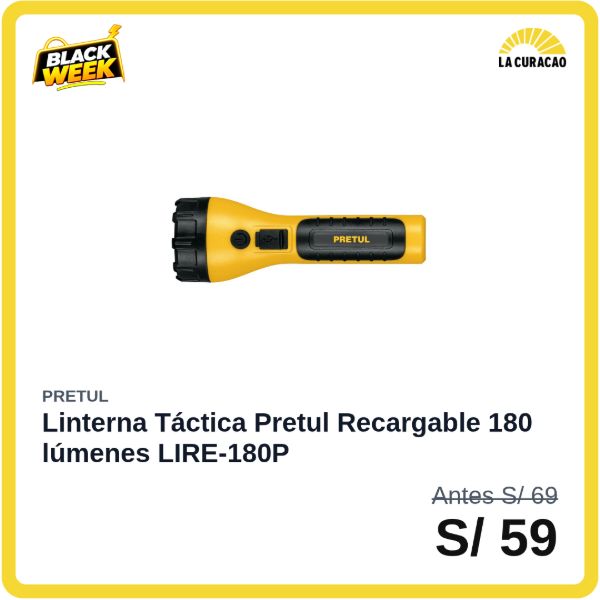 BLACK
WEEK
LA CURACAO
PRETUL
PRETUL
Linterna Táctica Pretul Recargable 180
lúmenes LIRE-180P
Antes S/ 69
S/ 59